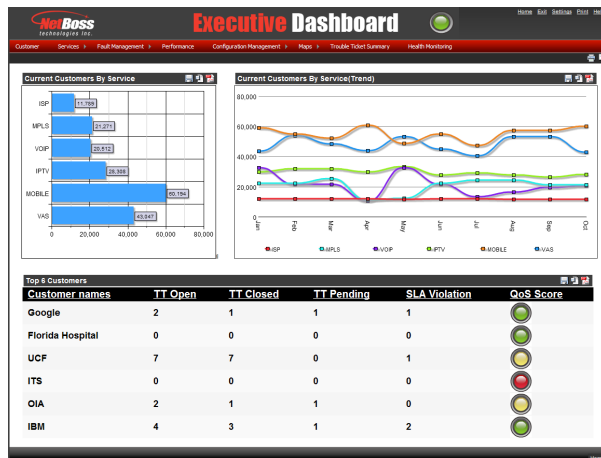 NetBoss
technologies Inc.
Executive Dashboard
Home Exit Settings Print
Customer Services Fault Management Performance Configuration Management Maps Trouble Ticket Summary Health Monitoring
Current Customers By Service
ISP 11,789
MPLS 21,271
VOIP 20,512
IPTV 28,309
MOBILE 60,194
VAS 43,047
0 20,000 40,000 60,000 80,000
Current Customers By Service(Trend)
80,000
60,000
40,000
20,000
0
Jan Feb Mar Apr May Jun Jul Aug Sep Oct
ISP MPLS VOIP IPTV MOBILE VAS
Top 6 Customers
Customer names TT Open TT Closed TT Pending SLA Violation QoS Score
Google 2 1 1 1
Florida Hospital 0 0 0 0
UCF 7 7 0 1
ITS 0 0 0 0
OIA 2 1 1 0
IBM 4 3 1 2